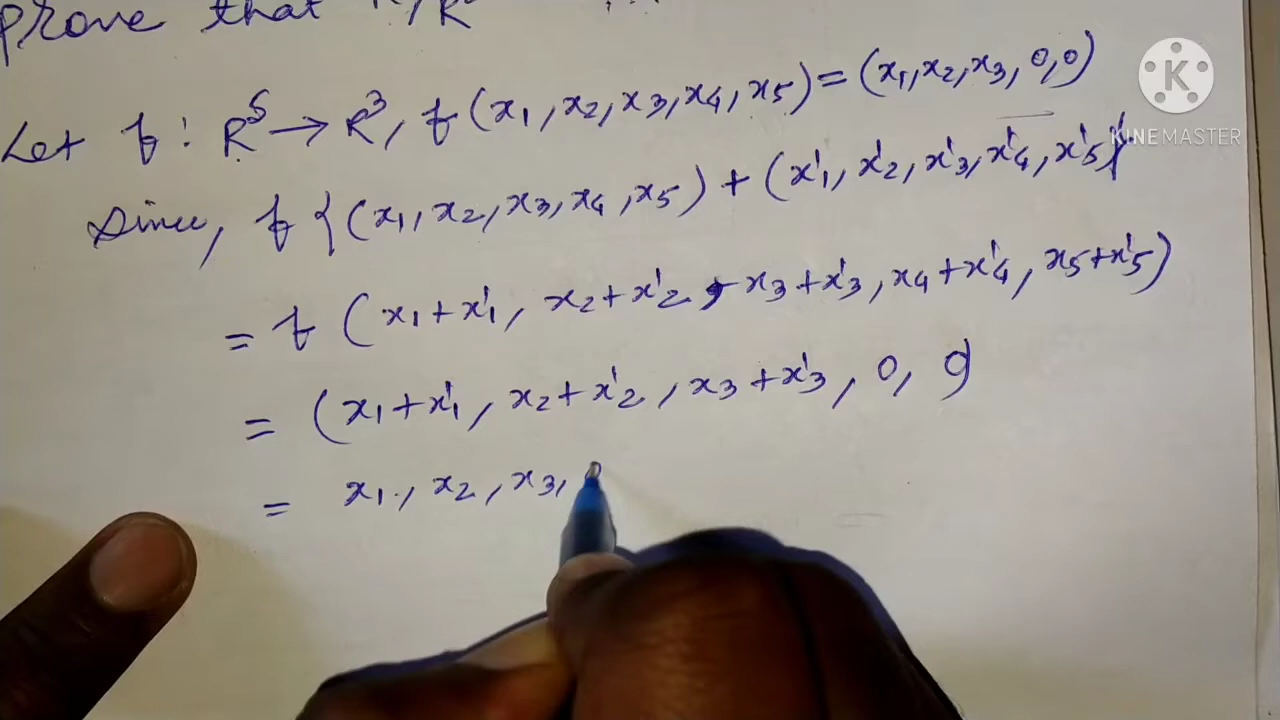 prove that
Let f : R⁵ → R³, f (x₁, x₂, x₃, x₄, x₅) = (x₁, x₂, x₃, 0, 0)
K
KINEMASTER
Since, f {(x₁, x₂, x₃, x₄, x₅) + (x'₁, x'₂, x'₃, x'₄, x'₅)}
= f (x₁+x'₁, x₂+x'₂, x₃+x'₃, x₄+x'₄, x₅+x'₅)
= (x₁+x'₁, x₂+x'₂, x₃+x'₃, 0, 0)
= x₁, x₂, x₃,